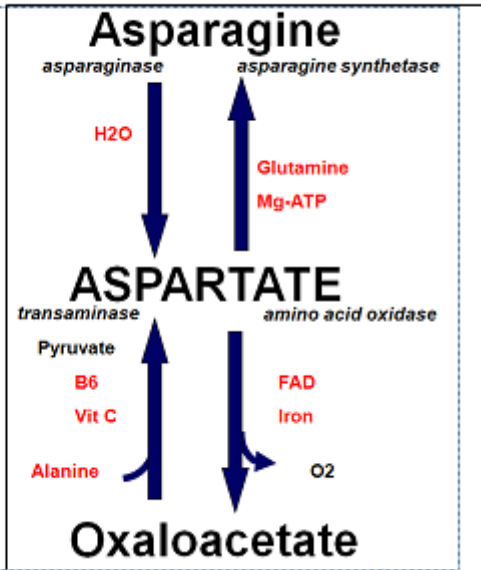 Asparagine
asparaginase asparagine synthetase
H2O
Glutamine
Mg-ATP
ASPARTATE
transaminase amino acid oxidase
Pyruvate
B6 FAD
Vit C Iron
Alanine O2
Oxaloacetate